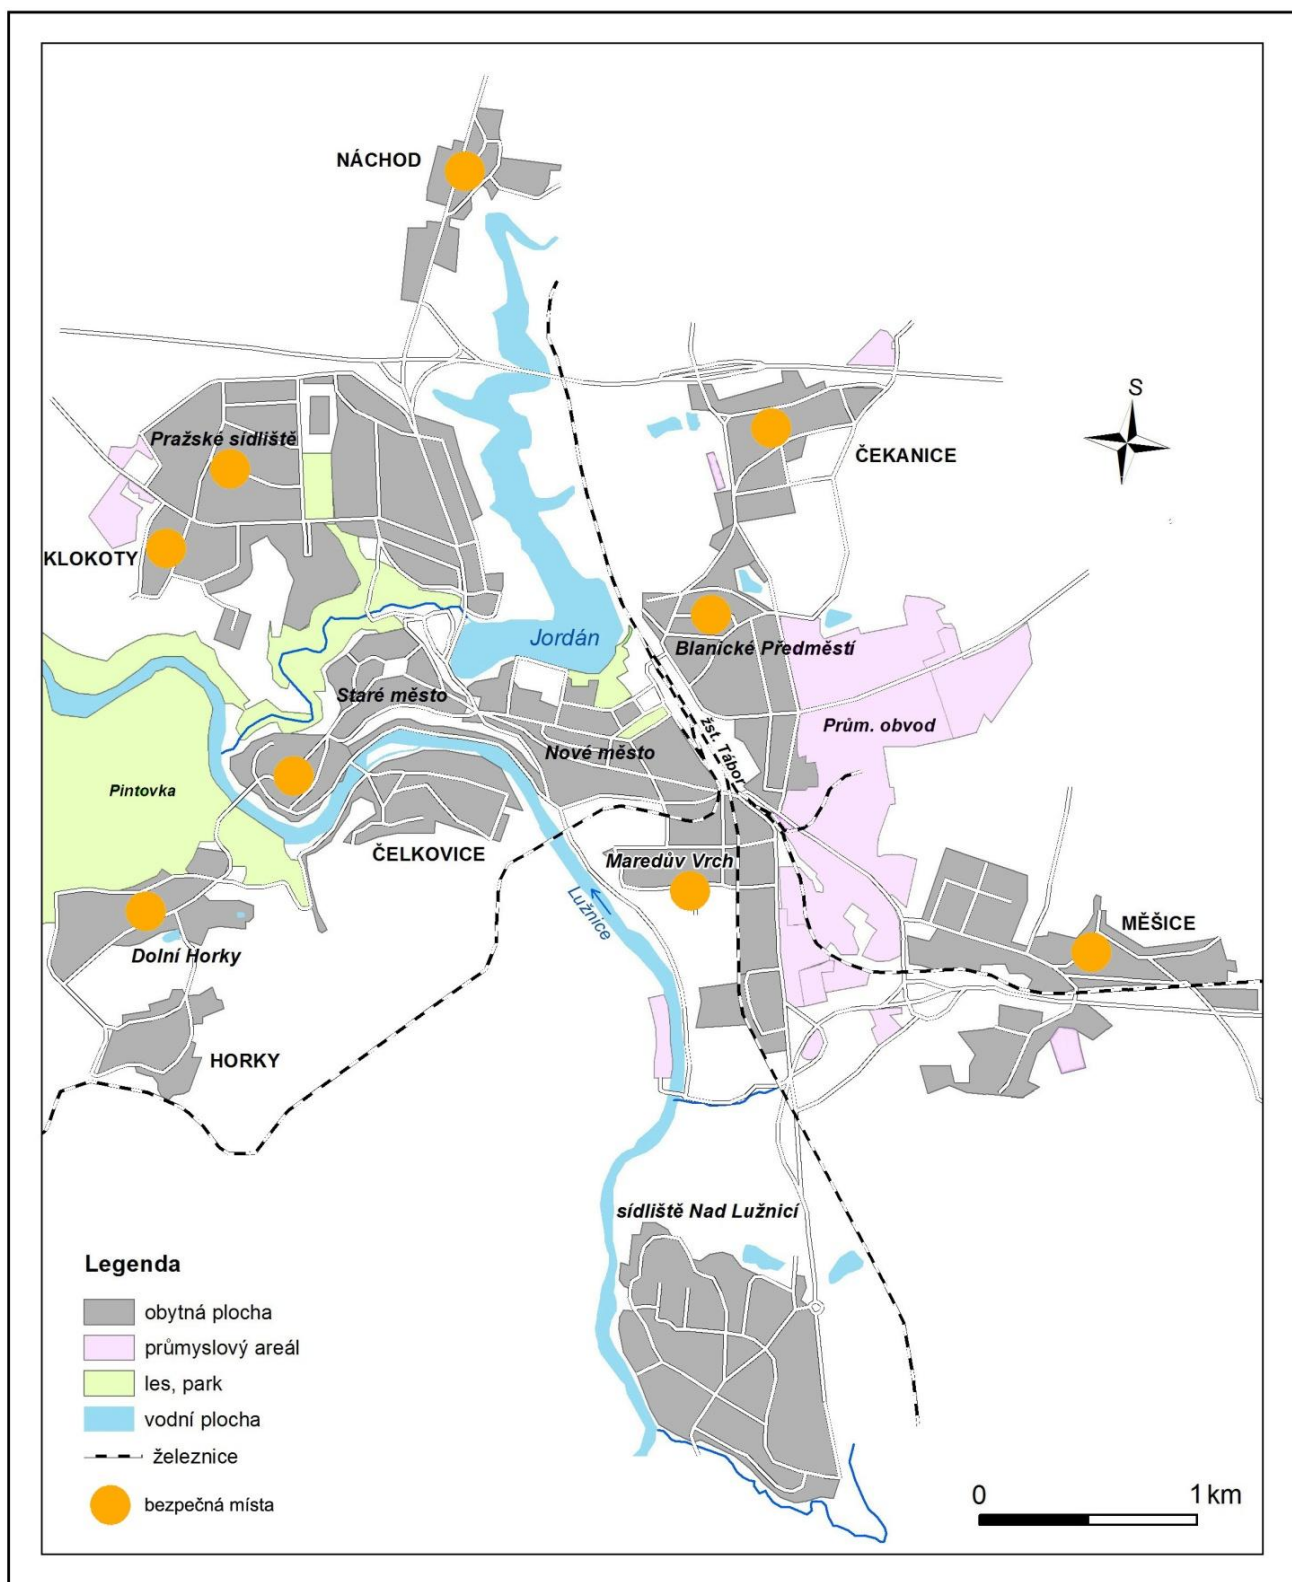 NÁCHOD
S
Pražské sídliště
ČEKANICE
KLOKOTY
Jordán
Blanické Předměstí
Staré město
Prům. obvod
Nové město
žst. Tábor
Pintovka
ČELKOVICE
Maredův Vrch
Lužnice
MĚŠICE
Dolní Horky
HORKY
sídliště Nad Lužnicí
Legenda
obytná plocha
průmyslový areál
les, park
vodní plocha
železnice
bezpečná místa
0 1 km